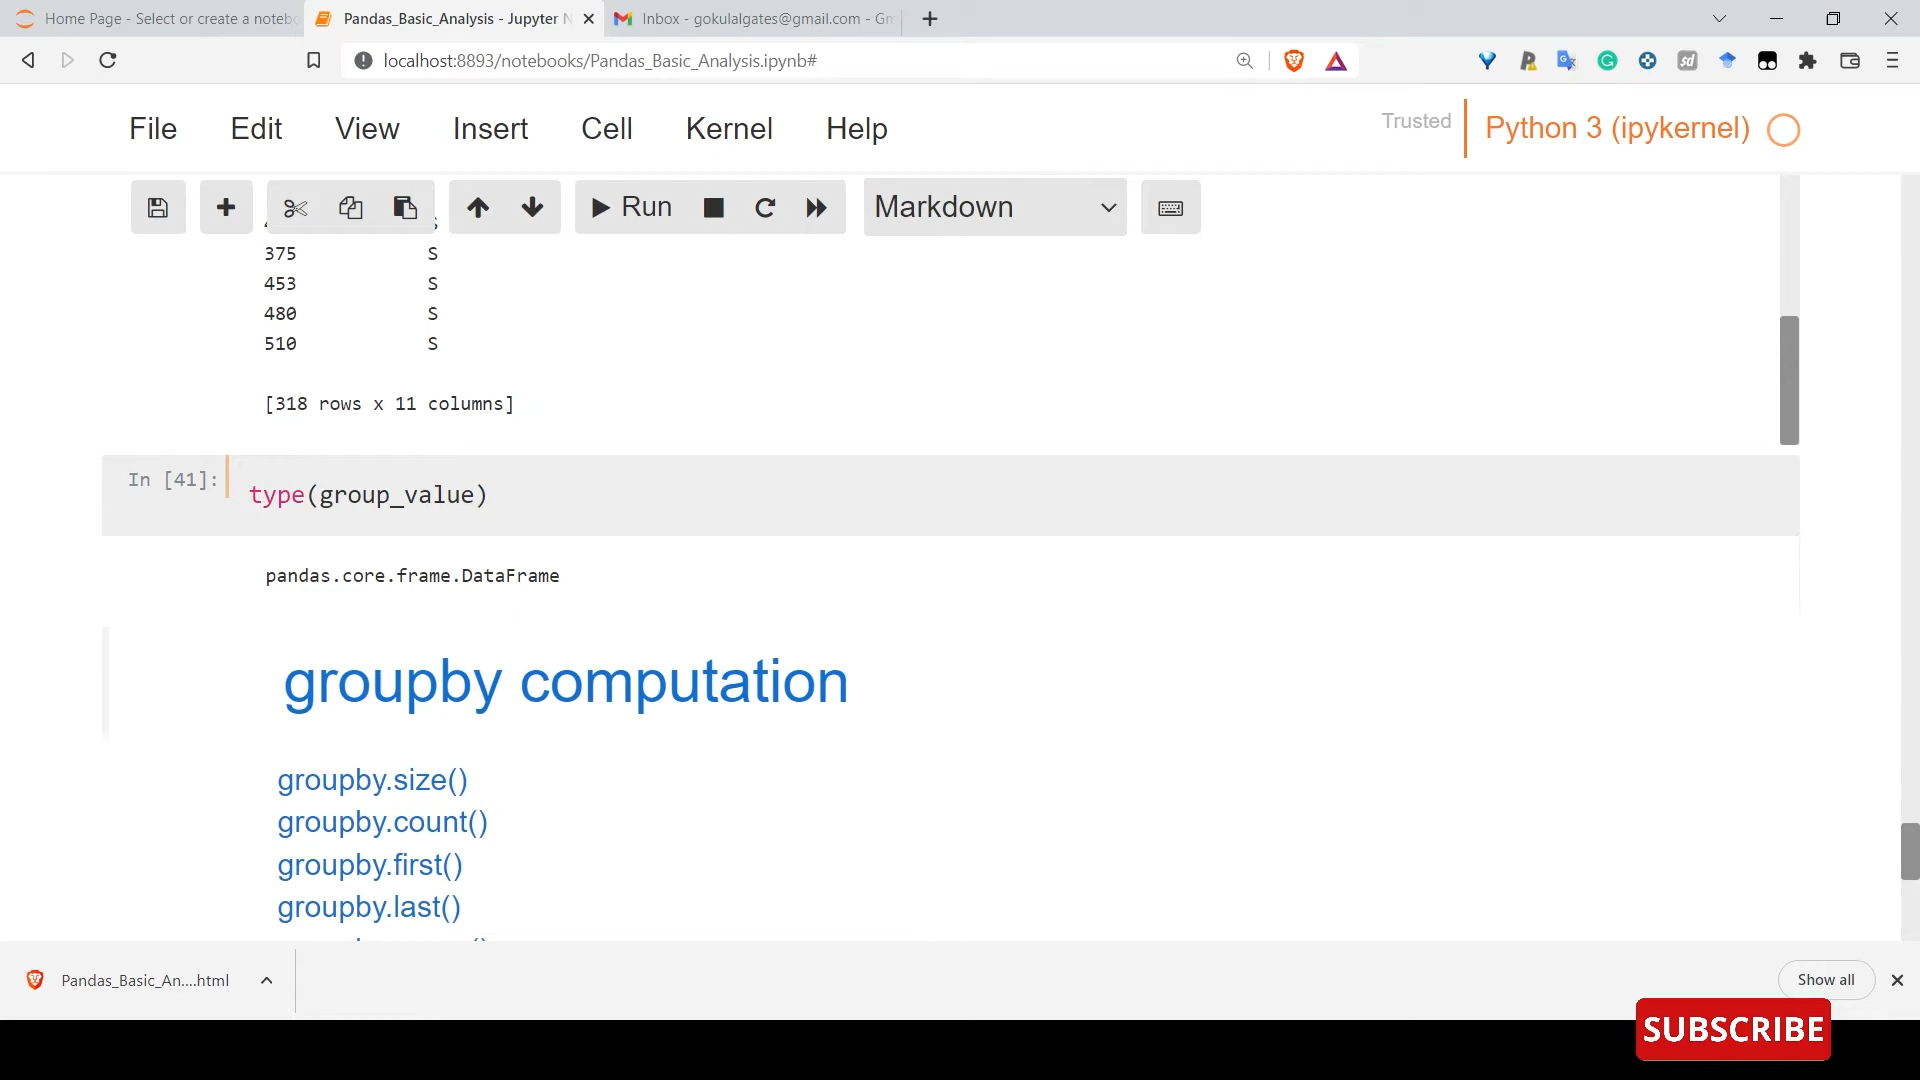 Home Page - Select or create a noteb
Pandas_Basic_Analysis - Jupyter N
Inbox - gokulalgates@gmail.com - Gm
localhost:8893/notebooks/Pandas_Basic_Analysis.ipynb#
File Edit View Insert Cell Kernel Help
Trusted
Python 3 (ipykernel)
Run
Markdown
375 S
453 S
480 S
510 S
[318 rows x 11 columns]
In [41]: type(group_value)
pandas.core.frame.DataFrame
groupby computation
groupby.size()
groupby.count()
groupby.first()
groupby.last()
Pandas_Basic_An....html
Show all
SUBSCRIBE